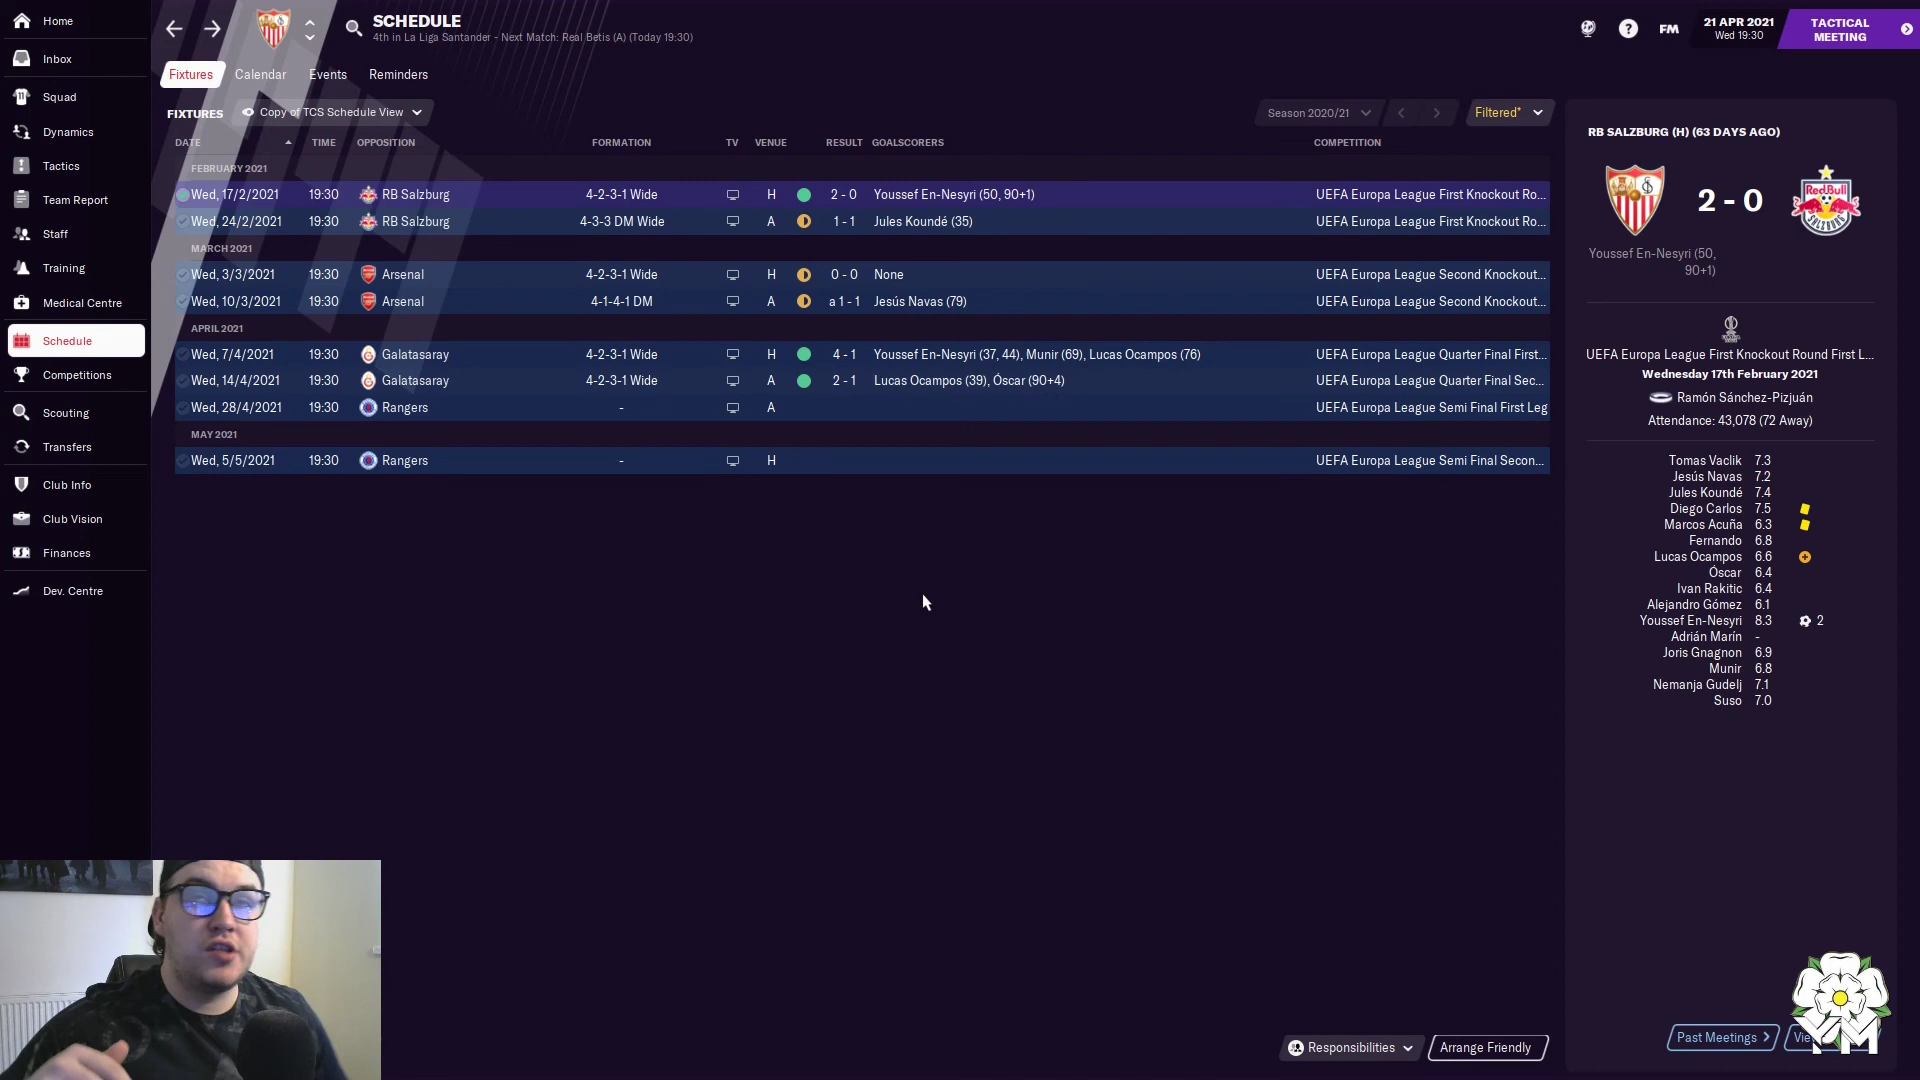 Home
Inbox
Squad
Dynamics
Tactics
Team Report
Staff
Training
Medical Centre
Schedule
Competitions
Scouting
Transfers
Club Info
Club Vision
Finances
Dev. Centre
SCHEDULE
4th in La Liga Santander - Next Match: Real Betis (A) (Today 19:30)
FM
21 APR 2021
Wed 19:30
TACTICAL
MEETING
Fixtures Calendar Events Reminders
FIXTURES Copy of TCS Schedule View
Season 2020/21 Filtered*
DATE TIME OPPOSITION FORMATION TV VENUE RESULT GOALSCORERS COMPETITION
FEBRUARY 2021
Wed, 17/2/2021 19:30 RB Salzburg 4-2-3-1 Wide H 2 - 0 Youssef En-Nesyri (50, 90+1) UEFA Europa League First Knockout Ro...
Wed, 24/2/2021 19:30 RB Salzburg 4-3-3 DM Wide A 1 - 1 Jules Koundé (35) UEFA Europa League First Knockout Ro...
MARCH 2021
Wed, 3/3/2021 19:30 Arsenal 4-2-3-1 Wide H 0 - 0 None UEFA Europa League Second Knockout...
Wed, 10/3/2021 19:30 Arsenal 4-1-4-1 DM A a 1 - 1 Jesús Navas (79) UEFA Europa League Second Knockout...
APRIL 2021
Wed, 7/4/2021 19:30 Galatasaray 4-2-3-1 Wide H 4 - 1 Youssef En-Nesyri (37, 44), Munir (69), Lucas Ocampos (76) UEFA Europa League Quarter Final First...
Wed, 14/4/2021 19:30 Galatasaray 4-2-3-1 Wide A 2 - 1 Lucas Ocampos (39), Óscar (90+4) UEFA Europa League Quarter Final Sec...
Wed, 28/4/2021 19:30 Rangers - A UEFA Europa League Semi Final First Leg
MAY 2021
Wed, 5/5/2021 19:30 Rangers - H UEFA Europa League Semi Final Secon...
RB SALZBURG (H) (63 DAYS AGO)
2 - 0
RedBull
SALZBURG
Youssef En-Nesyri (50,
90+1)
UEFA Europa League First Knockout Round First L...
Wednesday 17th February 2021
Ramón Sánchez-Pizjuán
Attendance: 43,078 (72 Away)
Tomas Vaclik 7.3
Jesús Navas 7.2
Jules Koundé 7.4
Diego Carlos 7.5
Marcos Acuña 6.3
Fernando 6.8
Lucas Ocampos 6.6
Óscar 6.4
Ivan Rakitic 6.4
Alejandro Gómez 6.1
Youssef En-Nesyri 8.3 2
Adrián Marín -
Joris Gnagnon 6.9
Munir 6.8
Nemanja Gudelj 7.1
Suso 7.0
Responsibilities Arrange Friendly
Past Meetings
YM